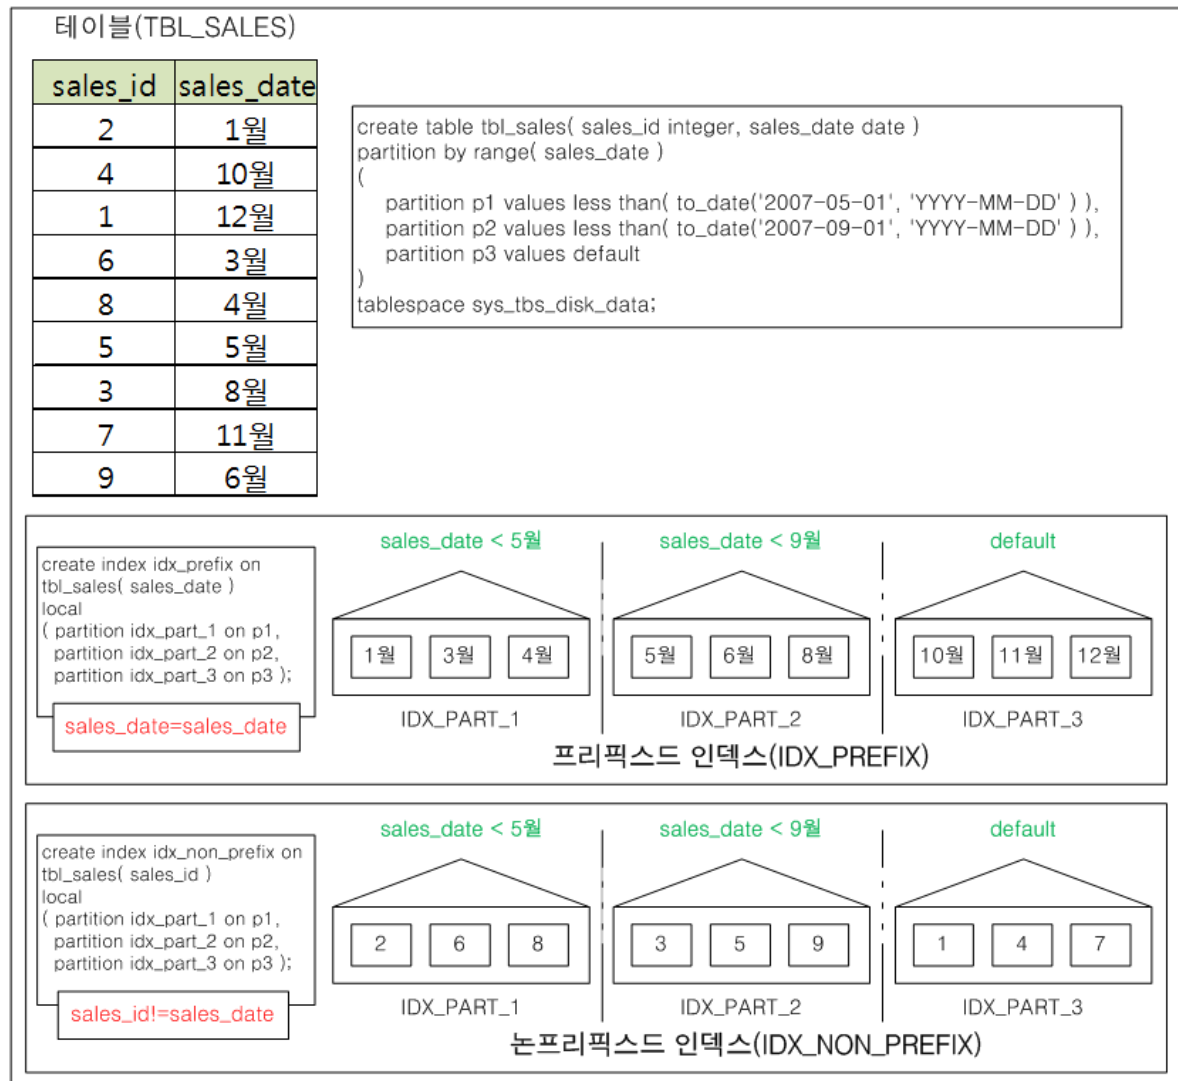 테이블(TBL_SALES)
sales_id sales_date
2 1월
4 10월
1 12월
6 3월
8 4월
5 5월
3 8월
7 11월
9 6월
create table tbl_sales( sales_id integer, sales_date date )
partition by range( sales_date )
(
partition p1 values less than( to_date('2007-05-01', 'YYYY-MM-DD' ) ),
partition p2 values less than( to_date('2007-09-01', 'YYYY-MM-DD' ) ),
partition p3 values default
)
tablespace sys_tbs_disk_data;
create index idx_prefix on
tbl_sales( sales_date )
local
( partition idx_part_1 on p1,
partition idx_part_2 on p2,
partition idx_part_3 on p3 );
sales_date=sales_date
sales_date < 5월 sales_date < 9월 default
1월 3월 4월 5월 6월 8월 10월 11월 12월
IDX_PART_1 IDX_PART_2 IDX_PART_3
프리픽스드 인덱스(IDX_PREFIX)
create index idx_non_prefix on
tbl_sales( sales_id )
local
( partition idx_part_1 on p1,
partition idx_part_2 on p2,
partition idx_part_3 on p3 );
sales_id!=sales_date
sales_date < 5월 sales_date < 9월 default
2 6 8 3 5 9 1 4 7
IDX_PART_1 IDX_PART_2 IDX_PART_3
논프리픽스드 인덱스(IDX_NON_PREFIX)